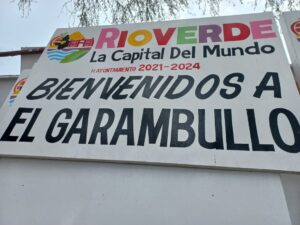 RIOVERDE
La Capital Del Mundo
H AYUNTAMIENTO 2021-2024
BIENVENIDOS A
EL GARAMBULLO